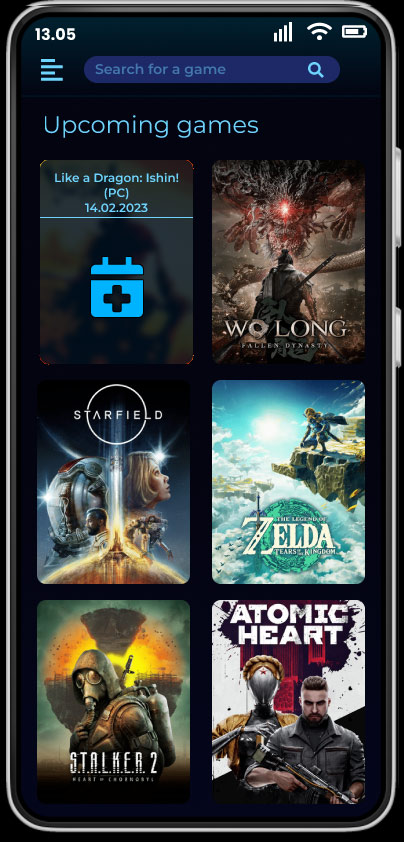 13.05
Search for a game
Upcoming games
Like a Dragon: Ishin!
(PC)
14.02.2023
WO LONG
FALLEN DYNASTY
STARFIELD
THE LEGEND OF
ZELDA
TEARS OF THE KINGDOM
S.T.A.L.K.E.R. 2
HEART OF CHORNOBYL
ATOMIC
HEART